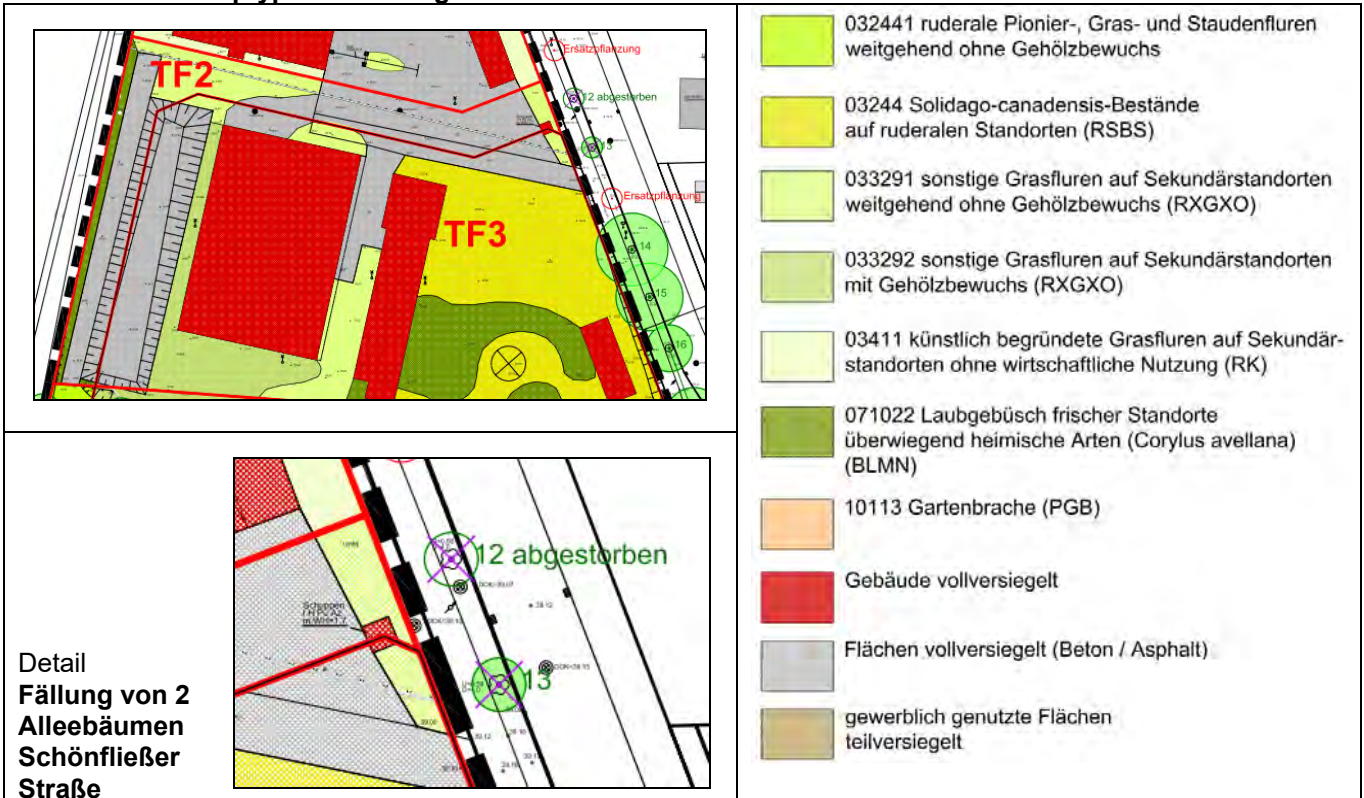 TF2
Ersatzpflanzung
12 abgestorben
13
Ersatzpflanzung
TF3
14
15
16
Detail
Fällung von 2
Alleebäumen
Schönfließer
Straße
12 abgestorben
Schuppen
13
032441 ruderale Pionier-, Gras- und Staudenfluren
weitgehend ohne Gehölzbewuchs
03244 Solidago-canadensis-Bestände
auf ruderalen Standorten (RSBS)
033291 sonstige Grasfluren auf Sekundärstandorten
weitgehend ohne Gehölzbewuchs (RXGXO)
033292 sonstige Grasfluren auf Sekundärstandorten
mit Gehölzbewuchs (RXGXO)
03411 künstlich begründete Grasfluren auf Sekundär-
standorten ohne wirtschaftliche Nutzung (RK)
071022 Laubgebüsch frischer Standorte
überwiegend heimische Arten (Corylus avellana)
(BLMN)
10113 Gartenbrache (PGB)
Gebäude vollversiegelt
Flächen vollversiegelt (Beton / Asphalt)
gewerblich genutzte Flächen
teilversiegelt